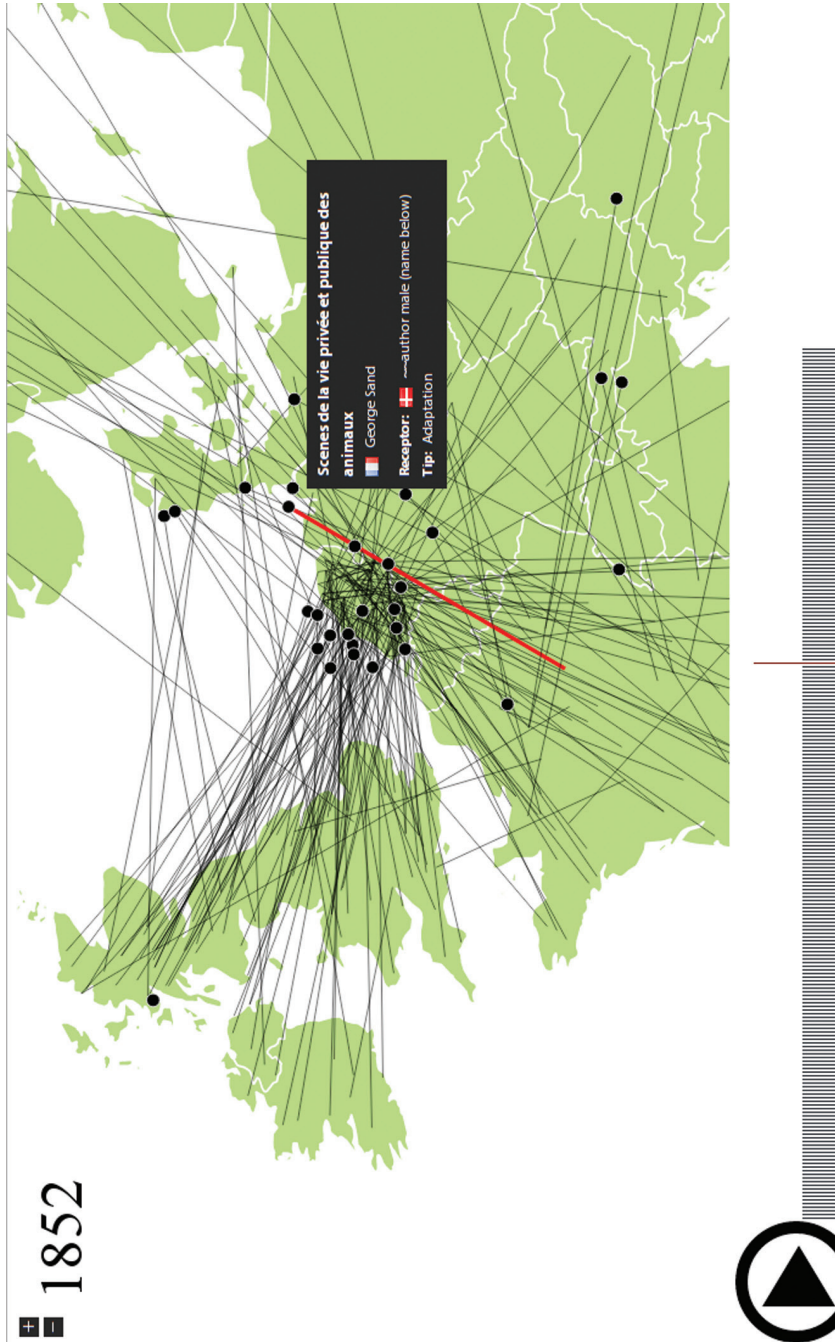 +
−
1852
Scenes de la vie privée et publique des
animaux
George Sand
Receptor: ~~author male (name below)
Tip: Adaptation